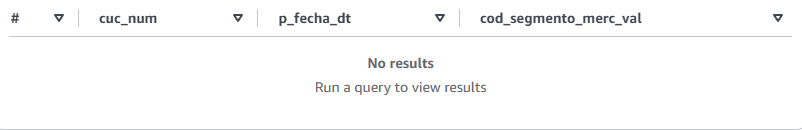 # cuc_num p_fecha_dt cod_segmento_merc_val
No results
Run a query to view results